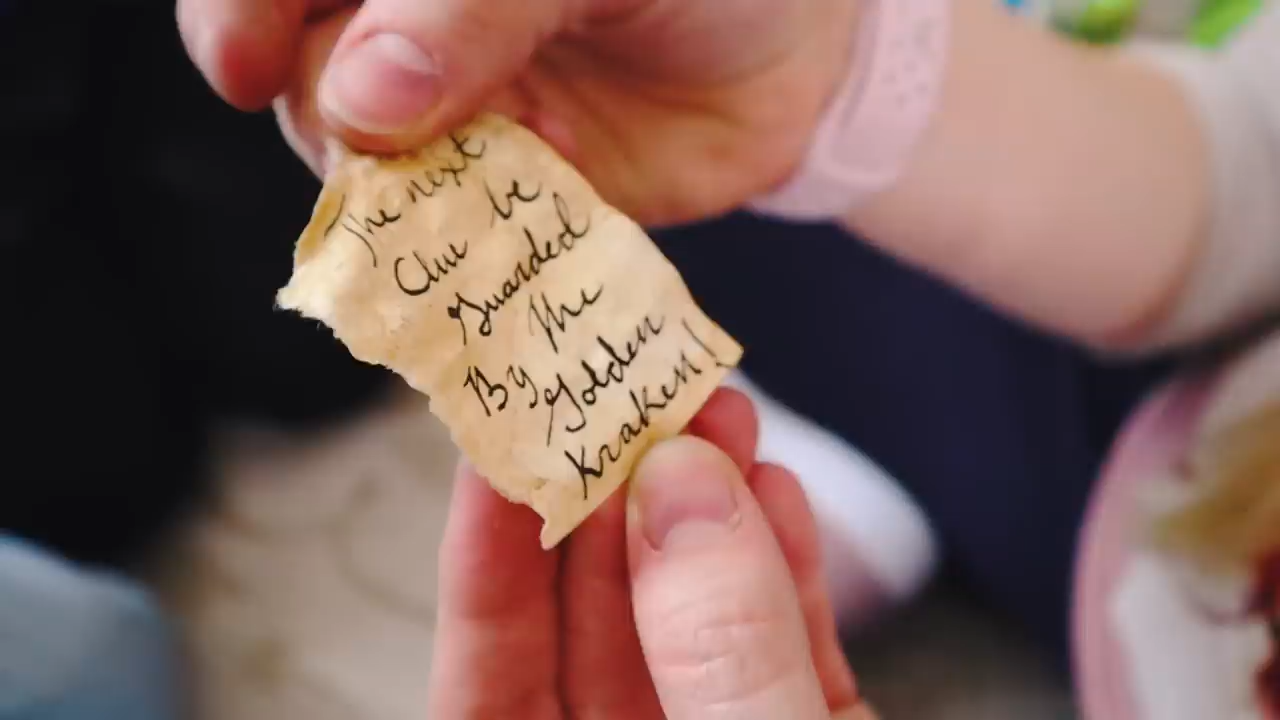 The next
Clue be
Guarded
the
By Golden
Kraken!